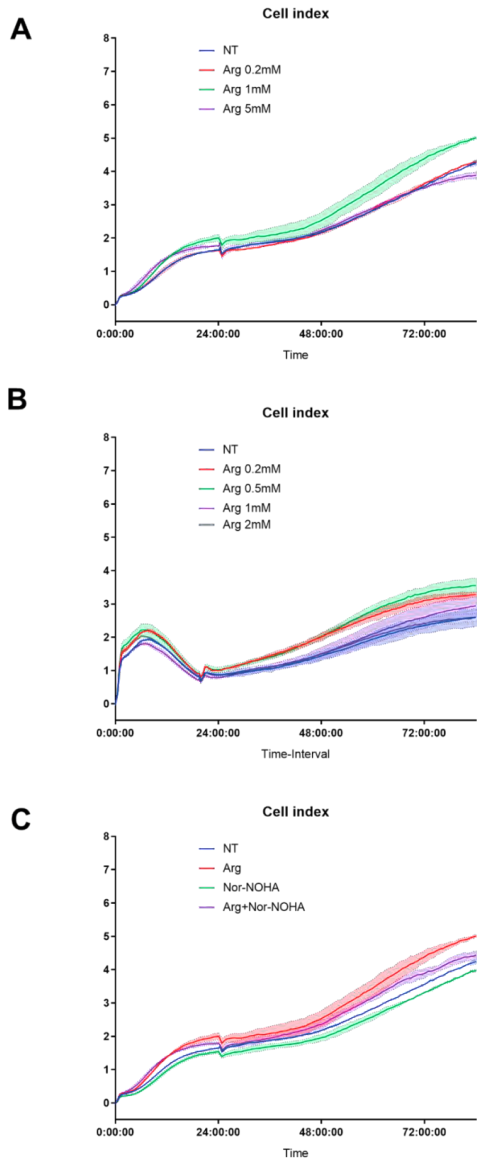 A
Cell index
NT
Arg 0.2mM
Arg 1mM
Arg 5mM
8
7
6
5
4
3
2
1
0
0:00:00 24:00:00 48:00:00 72:00:00
Time
B
Cell index
NT
Arg 0.2mM
Arg 0.5mM
Arg 1mM
Arg 2mM
8
7
6
5
4
3
2
1
0
0:00:00 24:00:00 48:00:00 72:00:00
Time-Interval
C
Cell index
NT
Arg
Nor-NOHA
Arg+Nor-NOHA
8
7
6
5
4
3
2
1
0
0:00:00 24:00:00 48:00:00 72:00:00
Time